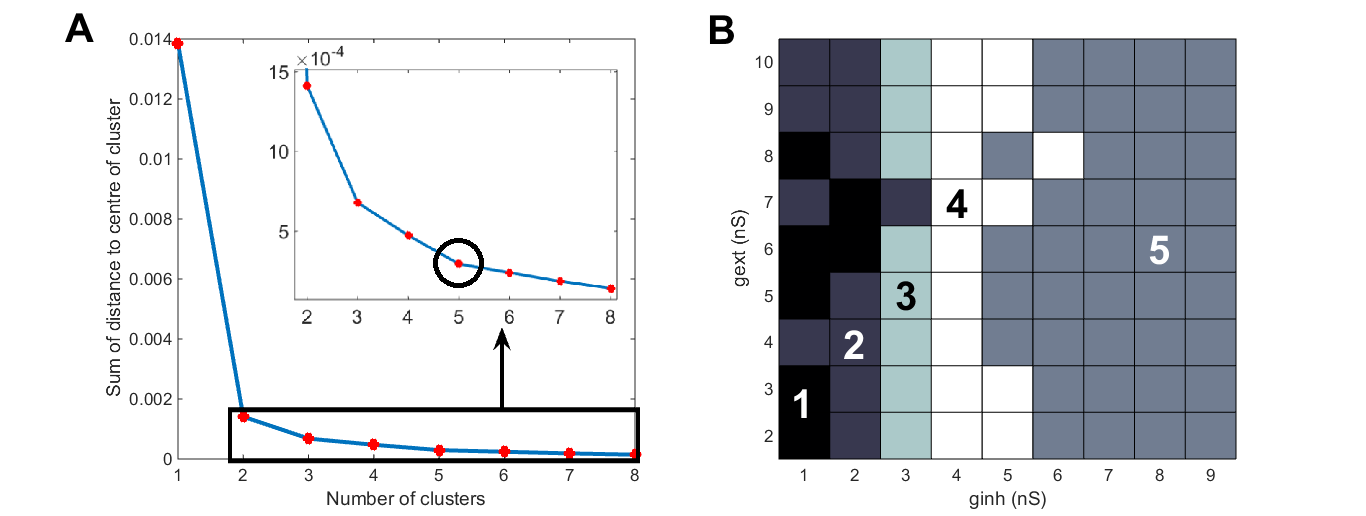 A
0.014
0.012
0.01
0.008
0.006
0.004
0.002
0
Sum of distance to centre of cluster
1 2 3 4 5 6 7 8
Number of clusters
×10⁻⁴
15
10
5
2 3 4 5 6 7 8
B
10
9
8
7
6
5
4
3
2
gext (nS)
4
5
3
2
1
1 2 3 4 5 6 7 8 9
ginh (nS)